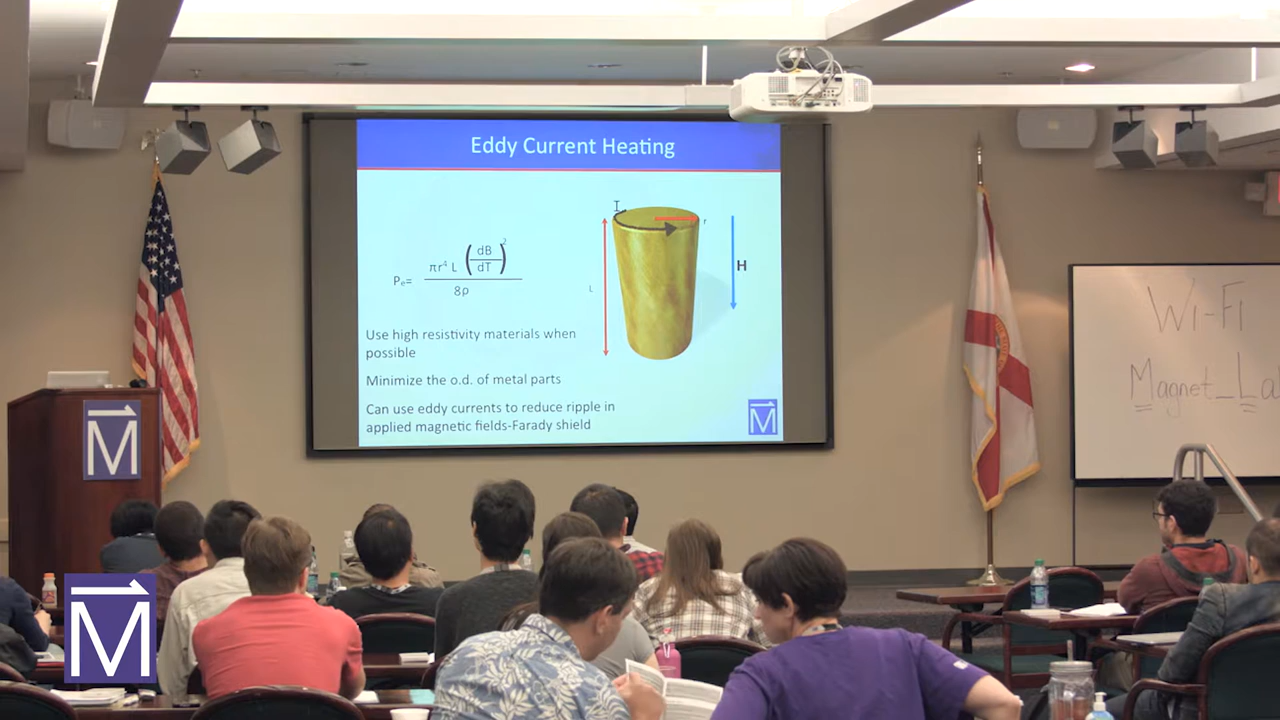 Eddy Current Heating
I
r
Pe=
πr⁴ L (dB/dT)²
8ρ
L
H
Use high resistivity materials when
possible
Minimize the o.d. of metal parts
Can use eddy currents to reduce ripple in
applied magnetic fields-Farady shield
M
Wi-Fi
Magnet_La
M
M